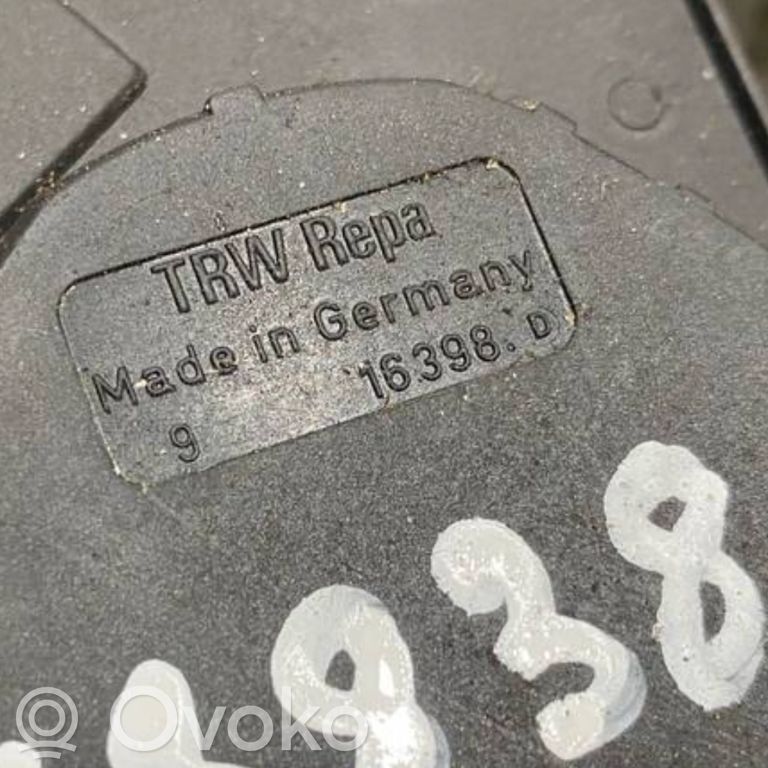 TRW Repa
Made in Germany
9 16398. D
938
© Ovoko